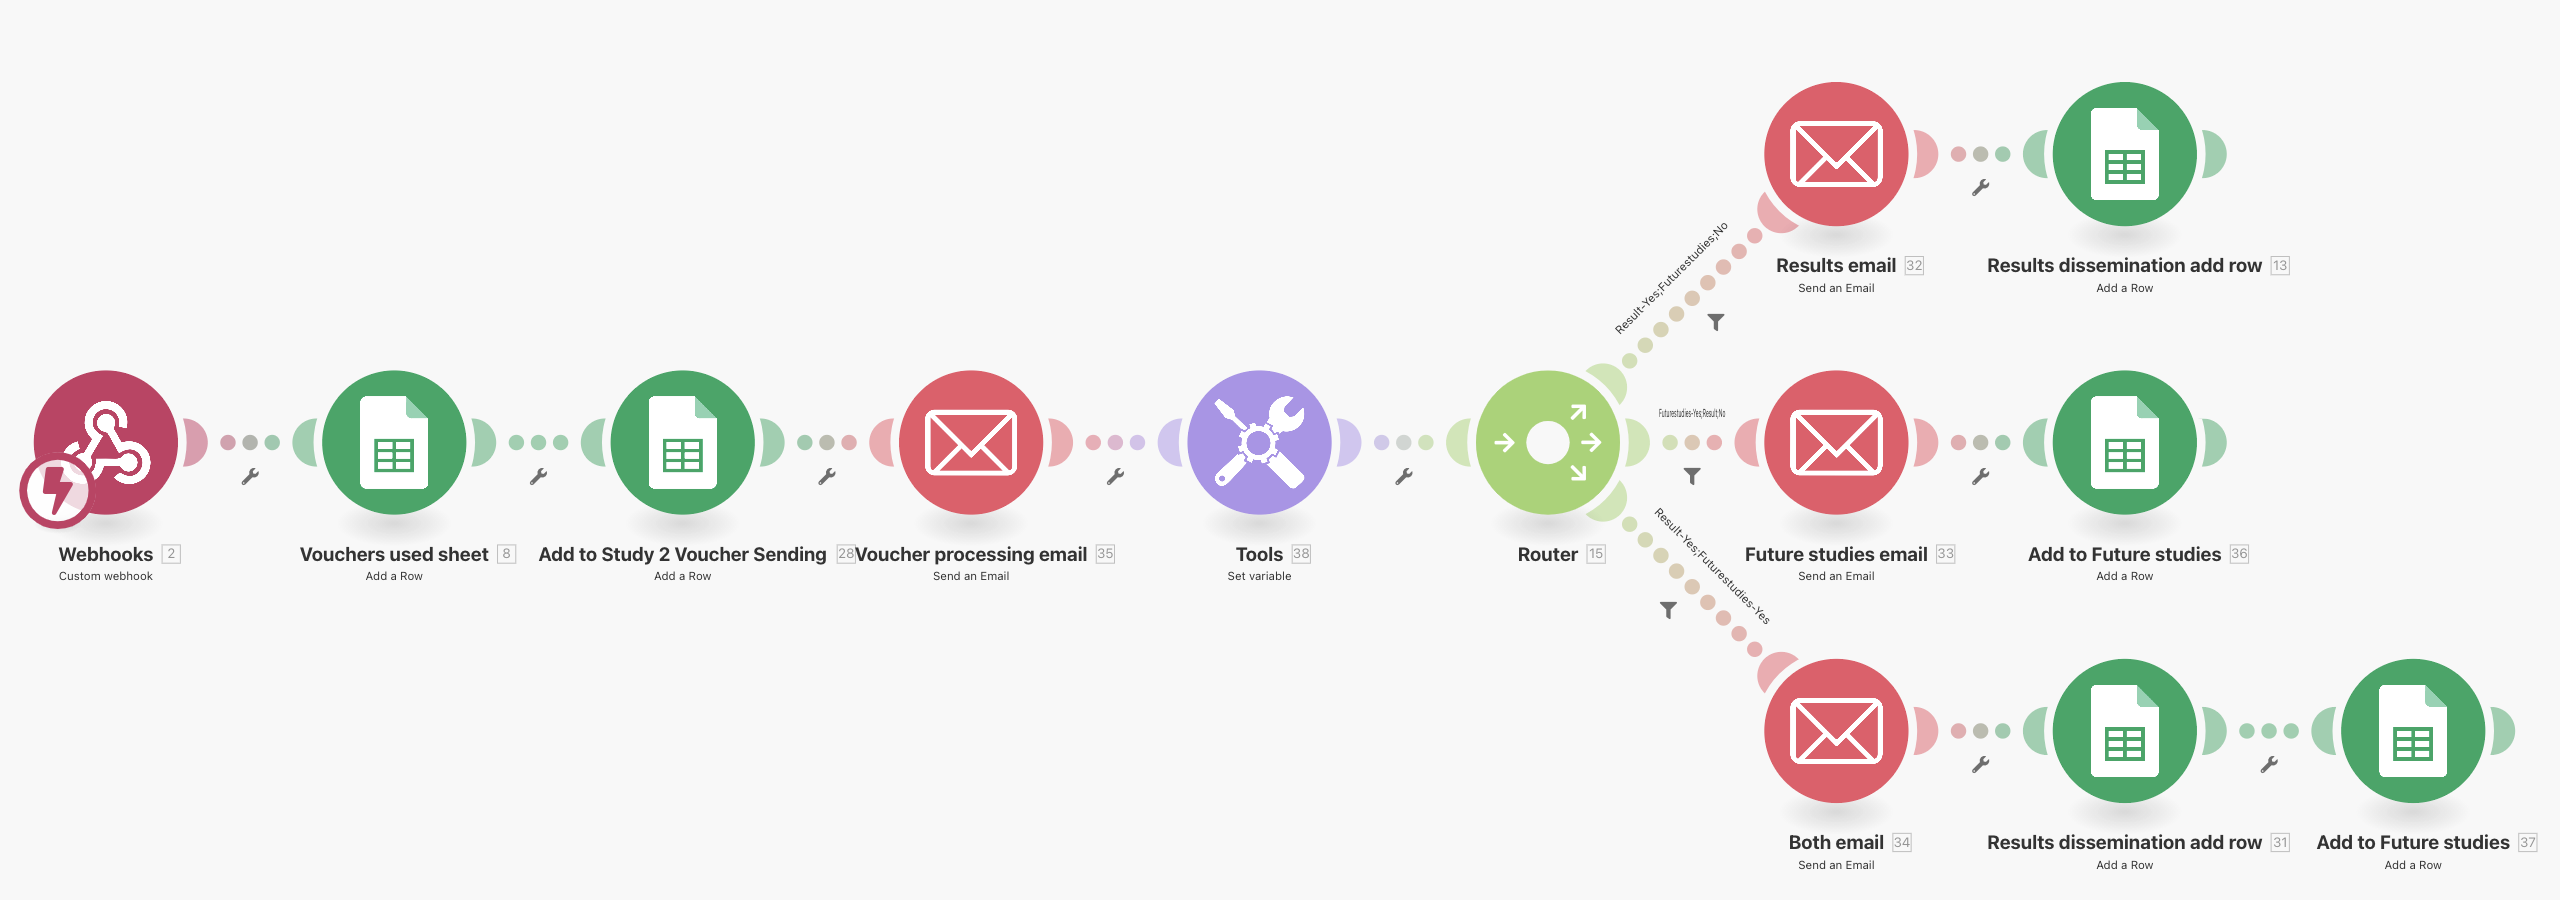 Result-Yes;Futurestudies;No
Results email 32
Send an Email
Results dissemination add row 13
Add a Row
Webhooks 2
Custom webhook
Vouchers used sheet 8
Add a Row
Add to Study 2 Voucher Sending 28
Add a Row
Voucher processing email 35
Send an Email
Tools 38
Set variable
Router 15
Futurestudies-Yes;Result;No
Future studies email 33
Send an Email
Add to Future studies 36
Add a Row
Result-Yes;Futurestudies-Yes
Both email 34
Send an Email
Results dissemination add row 31
Add a Row
Add to Future studies 37
Add a Row